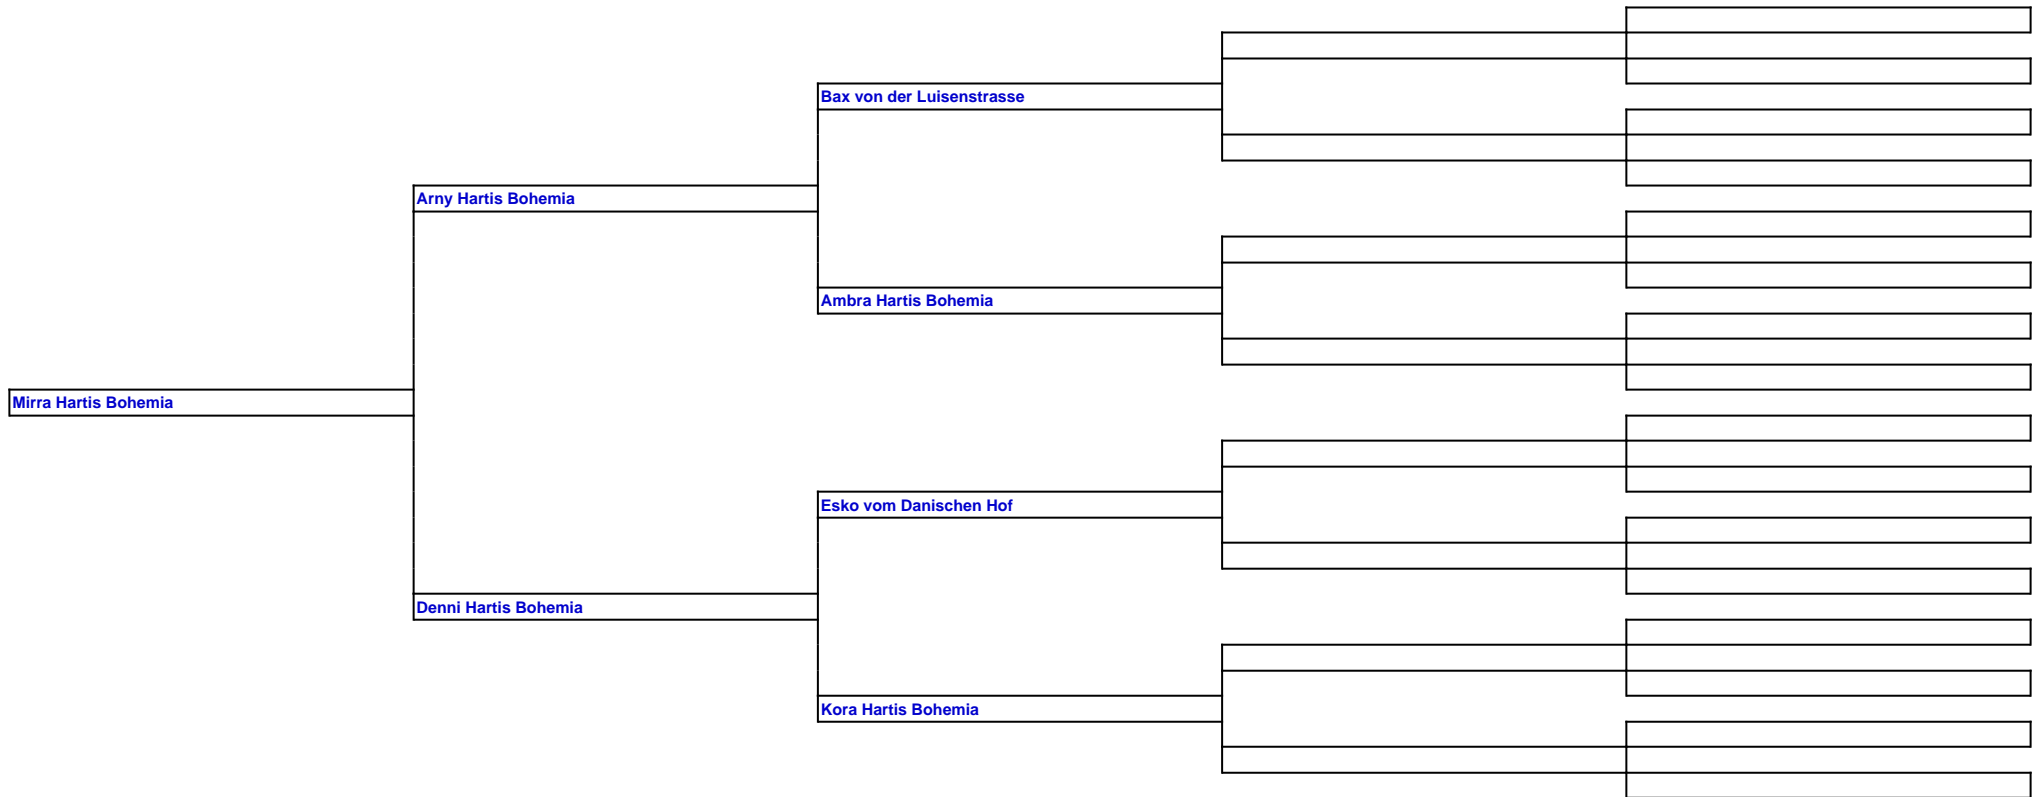 Bax von der Luisenstrasse
Arny Hartis Bohemia
Ambra Hartis Bohemia
Mirra Hartis Bohemia
Esko vom Danischen Hof
Denni Hartis Bohemia
Kora Hartis Bohemia